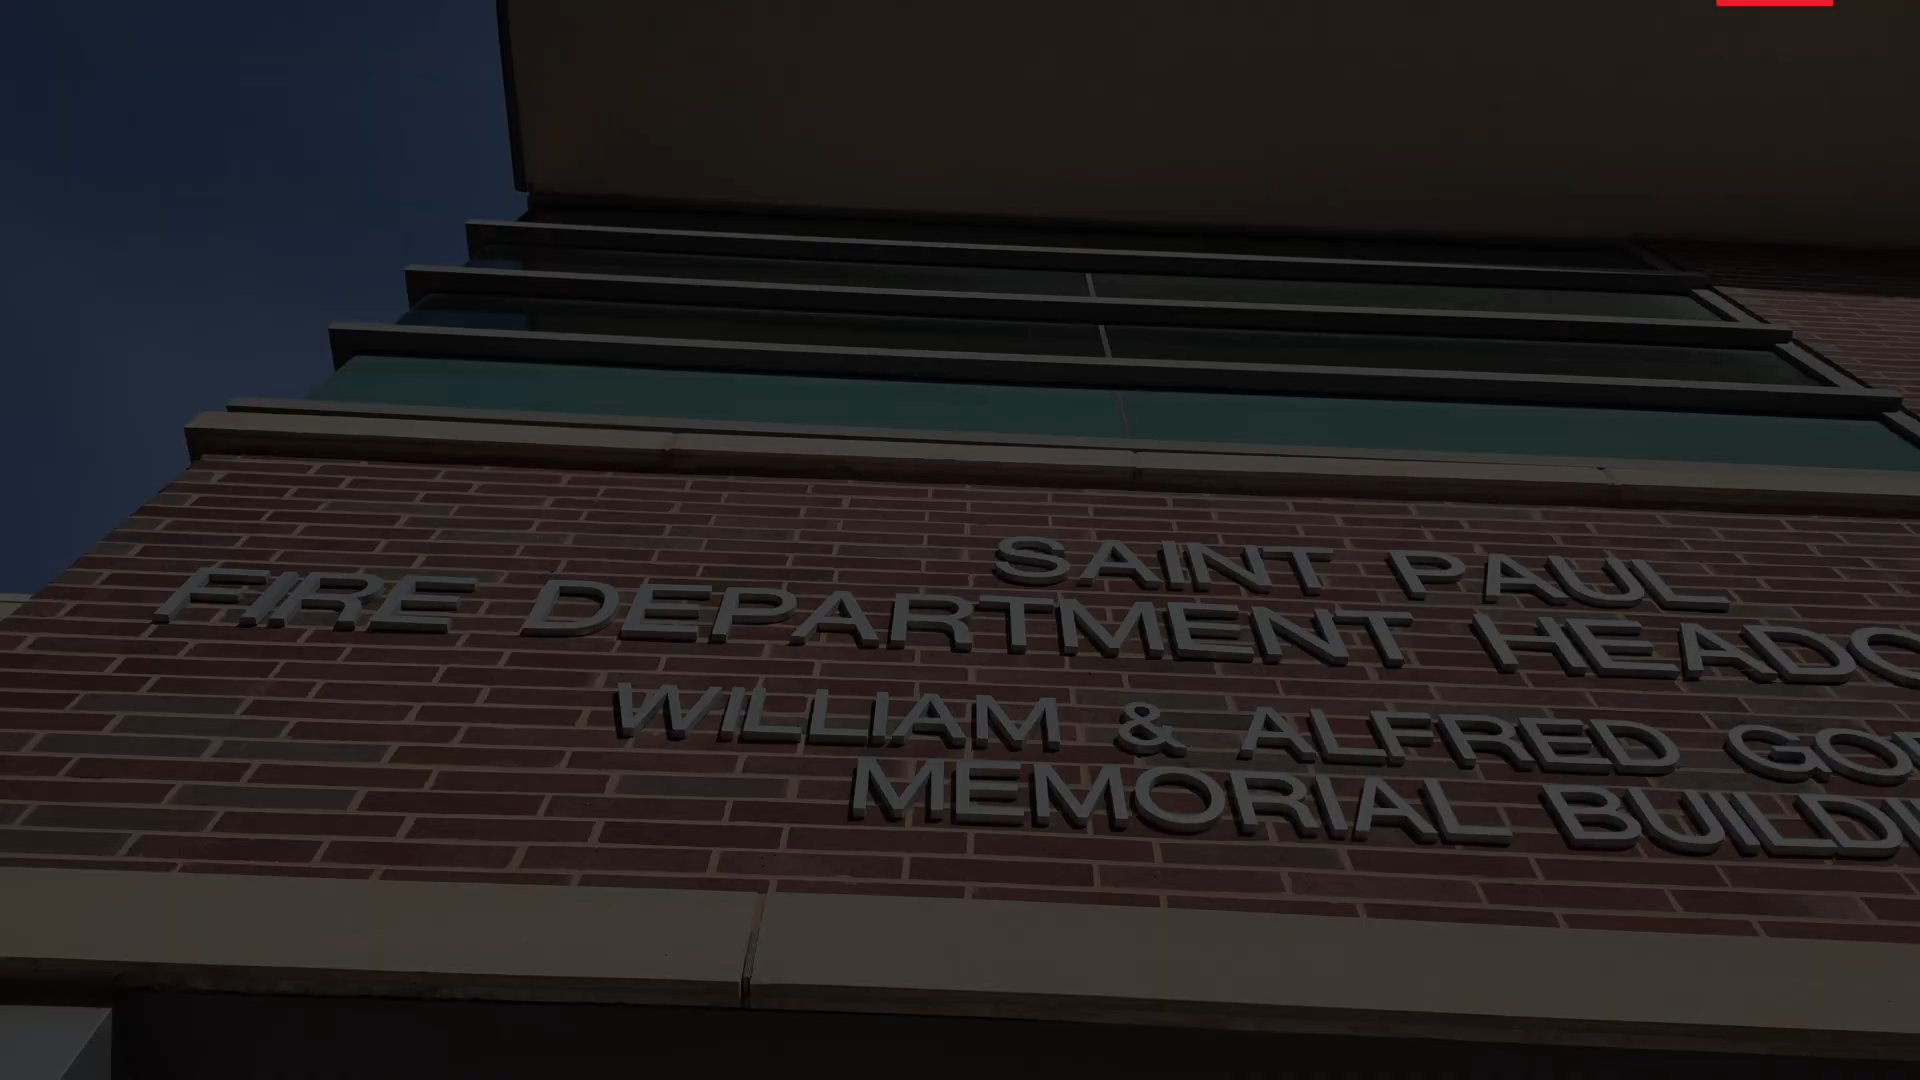 SAINT PAUL
FIRE DEPARTMENT
WILLIAM & ALFRED
MEMORIAL